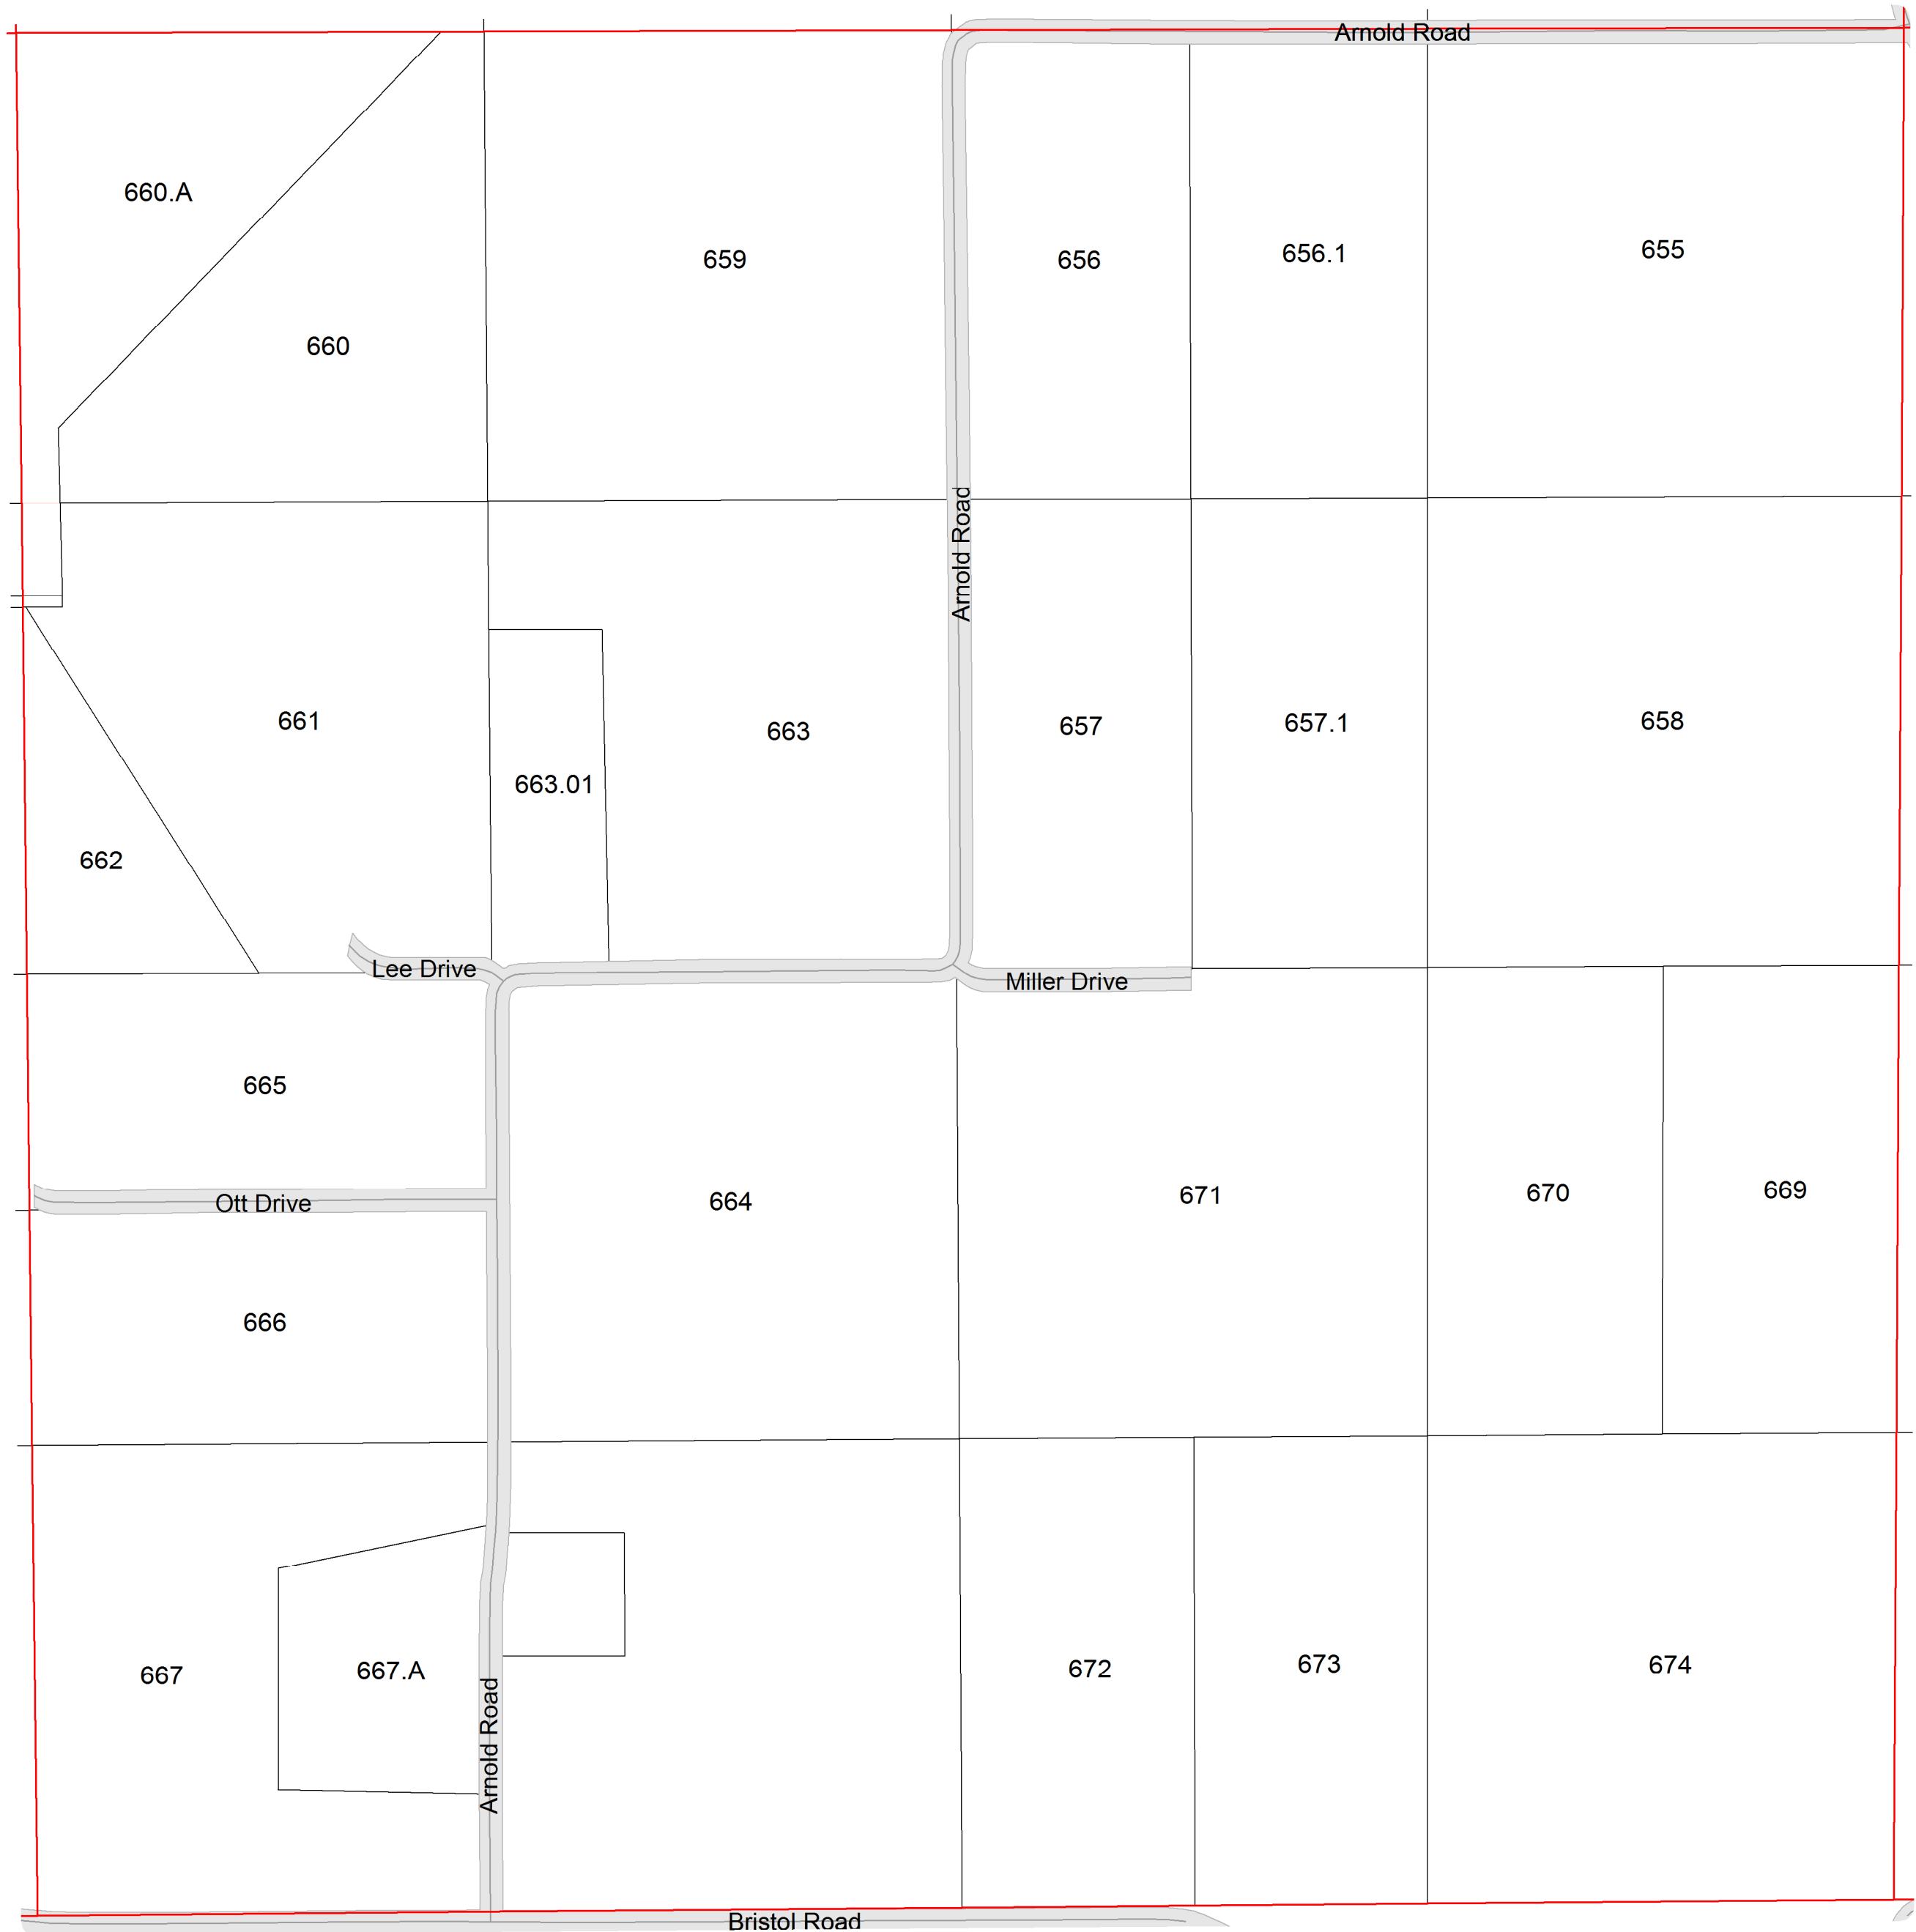 Arnold Road
660.A
659
656
656.1
655
660
Arnold Road
661
663
657
657.1
658
663.01
662
Lee Drive
Miller Drive
665
Ott Drive
664
671
670
669
666
667
667.A
672
673
674
Arnold Road
Bristol Road